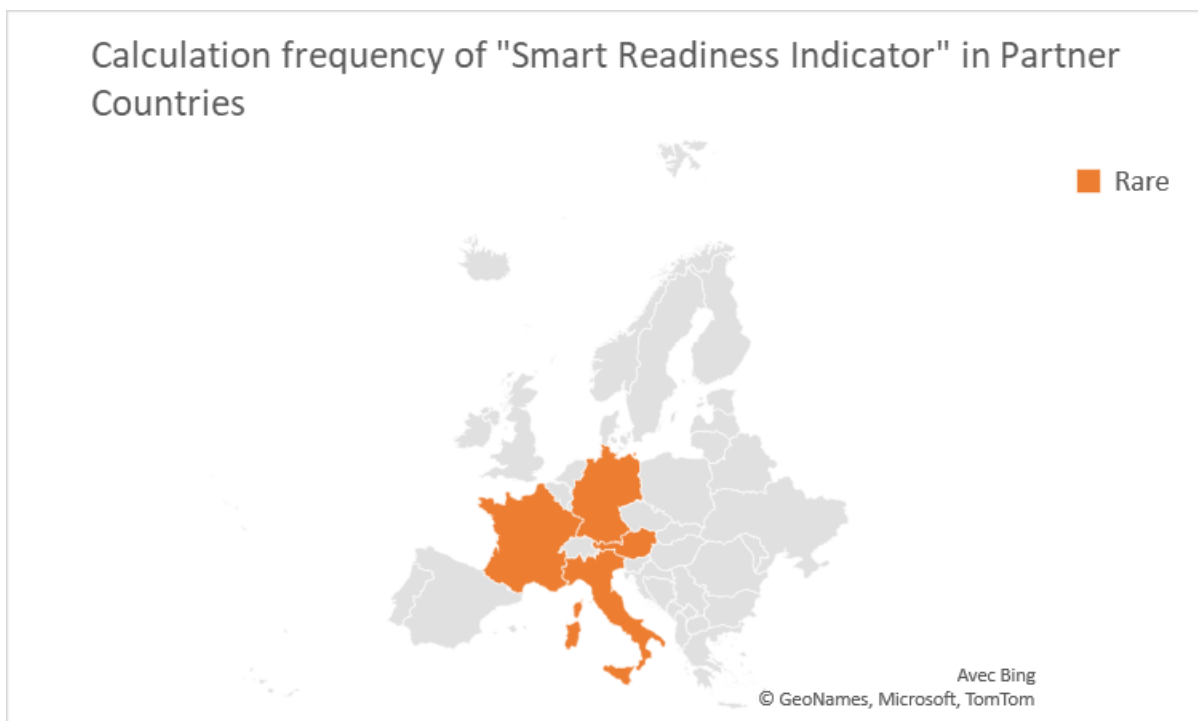 Calculation frequency of "Smart Readiness Indicator" in Partner
Countries
Rare
Avec Bing
© GeoNames, Microsoft, TomTom